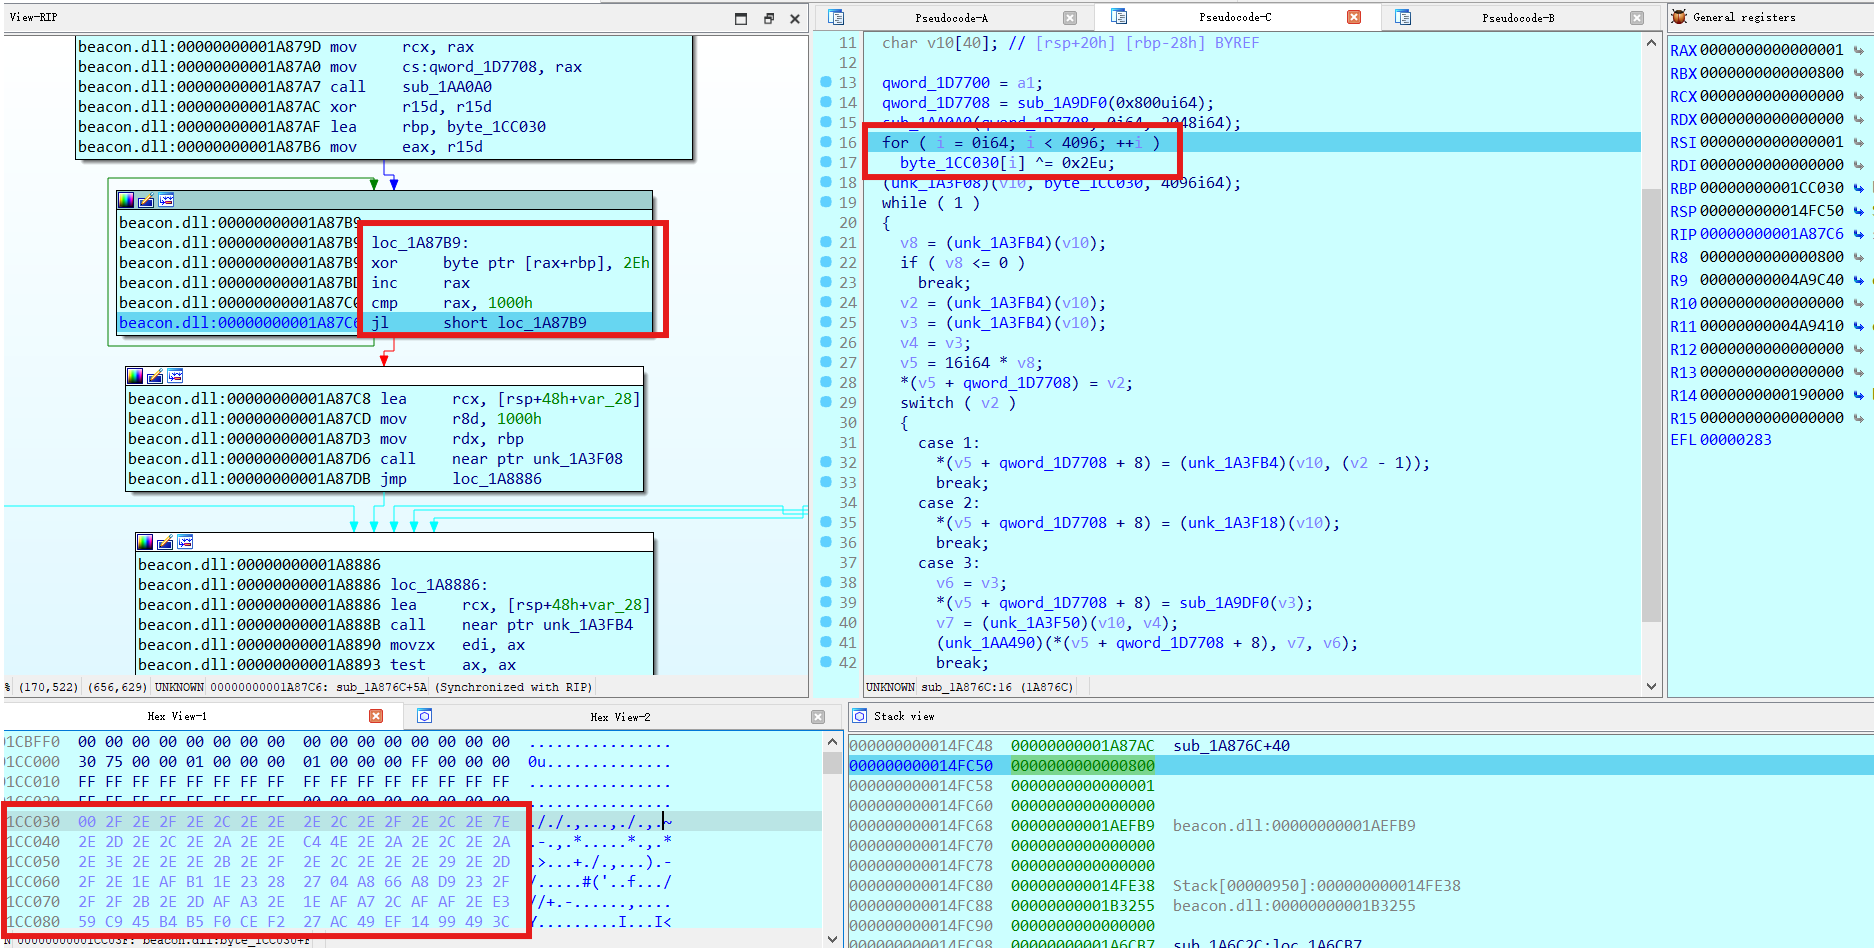 View-RIP
beacon.dll:00000000001A879D mov rcx, rax
beacon.dll:00000000001A87A0 mov cs:qword_1D7708, rax
beacon.dll:00000000001A87A7 call sub_1AA0A0
beacon.dll:00000000001A87AC xor r15d, r15d
beacon.dll:00000000001A87AF lea rbp, byte_1CC030
beacon.dll:00000000001A87B6 mov eax, r15d
beacon.dll:00000000001A87B9
beacon.dll:00000000001A87B9 loc_1A87B9:
beacon.dll:00000000001A87B9 xor byte ptr [rax+rbp], 2Eh
beacon.dll:00000000001A87BD inc rax
beacon.dll:00000000001A87C0 cmp rax, 1000h
beacon.dll:00000000001A87C6 jl short loc_1A87B9
beacon.dll:00000000001A87C8 lea rcx, [rsp+48h+var_28]
beacon.dll:00000000001A87CD mov r8d, 1000h
beacon.dll:00000000001A87D3 mov rdx, rbp
beacon.dll:00000000001A87D6 call near ptr unk_1A3F08
beacon.dll:00000000001A87DB jmp loc_1A8886
beacon.dll:00000000001A8886
beacon.dll:00000000001A8886 loc_1A8886:
beacon.dll:00000000001A8886 lea rcx, [rsp+48h+var_28]
beacon.dll:00000000001A888B call near ptr unk_1A3FB4
beacon.dll:00000000001A8890 movzx edi, ax
beacon.dll:00000000001A8893 test ax, ax
% (170,522) (656,629) UNKNOWN 00000000001A87C6: sub_1A876C+5A (Synchronized with RIP)
Pseudocode-A
Pseudocode-C
Pseudocode-B
11 char v10[40]; // [rsp+20h] [rbp-28h] BYREF
12
13 qword_1D7700 = a1;
14 qword_1D7708 = sub_1A9DF0(0x800ui64);
15 sub_1AA0A0(qword_1D7708, 0i64, 2048i64);
16 for ( i = 0i64; i < 4096; ++i )
17 byte_1CC030[i] ^= 0x2Eu;
18 (unk_1A3F08)(v10, byte_1CC030, 4096i64);
19 while ( 1 )
20 {
21 v8 = (unk_1A3FB4)(v10);
22 if ( v8 <= 0 )
23 break;
24 v2 = (unk_1A3FB4)(v10);
25 v3 = (unk_1A3FB4)(v10);
26 v4 = v3;
27 v5 = 16i64 * v8;
28 *(v5 + qword_1D7708) = v2;
29 switch ( v2 )
30 {
31 case 1:
32 *(v5 + qword_1D7708 + 8) = (unk_1A3FB4)(v10, (v2 - 1));
33 break;
34 case 2:
35 *(v5 + qword_1D7708 + 8) = (unk_1A3F18)(v10);
36 break;
37 case 3:
38 v6 = v3;
39 *(v5 + qword_1D7708 + 8) = sub_1A9DF0(v3);
40 v7 = (unk_1A3F50)(v10, v4);
41 (unk_1AA490)(*(v5 + qword_1D7708 + 8), v7, v6);
42 break;
UNKNOWN sub_1A876C:16 (1A876C)
General registers
RAX 0000000000000001
RBX 0000000000000800
RCX 0000000000000000
RDX 0000000000000000
RSI 0000000000000001
RDI 0000000000000000
RBP 00000000001CC030
RSP 000000000014FC50
RIP 00000000001A87C6
R8 0000000000000800
R9 00000000004A9C40
R10 0000000000000000
R11 00000000004A9410
R12 0000000000000000
R13 0000000000000000
R14 0000000000190000
R15 0000000000000000
EFL 00000283
Hex View-1
Hex View-2
01CBFF0 00 00 00 00 00 00 00 00 00 00 00 00 00 00 00 00 ................
01CC000 30 75 00 00 01 00 00 00 01 00 00 00 FF 00 00 00 0u..............
01CC010 FF FF FF FF FF FF FF FF FF FF FF FF FF FF FF FF ................
1CC030 00 2F 2E 2F 2E 2C 2E 2E 2E 2C 2E 2F 2E 2C 2E 7E ././.,...,./.,.~
1CC040 2E 2D 2E 2C 2E 2A 2E 2E C4 4E 2E 2A 2E 2C 2E 2A .-.,.*.....*.,.*
1CC050 2E 3E 2E 2E 2E 2B 2E 2F 2E 2C 2E 2E 2E 29 2E 2D .>...+./.,...).-
1CC060 2F 2E 1E AF B1 1E 23 28 27 04 A8 66 A8 D9 23 2F /.....#('..f.../
1CC070 2F 2F 2B 2E 2D AF A3 2E 1E AF A7 2C AF AF 2E E3 //+.-......,....
1CC080 59 C9 45 B4 B5 F0 CE F2 27 AC 49 EF 14 99 49 3C Y.........I...I<
00000000001CC03F: beacon.dll:byte_1CC030+F
Stack view
000000000014FC48 00000000001A87AC sub_1A876C+40
000000000014FC50 0000000000000800
000000000014FC58 0000000000000001
000000000014FC60 0000000000000000
000000000014FC68 00000000001AEFB9 beacon.dll:00000000001AEFB9
000000000014FC70 0000000000000000
000000000014FC78 0000000000000000
000000000014FC80 000000000014FE38 Stack[00000950]:000000000014FE38
000000000014FC88 00000000001B3255 beacon.dll:00000000001B3255
000000000014FC90 0000000000000000
000000000014FC98 00000000001A6CB7 sub_1A6C2C:loc_1A6CB7